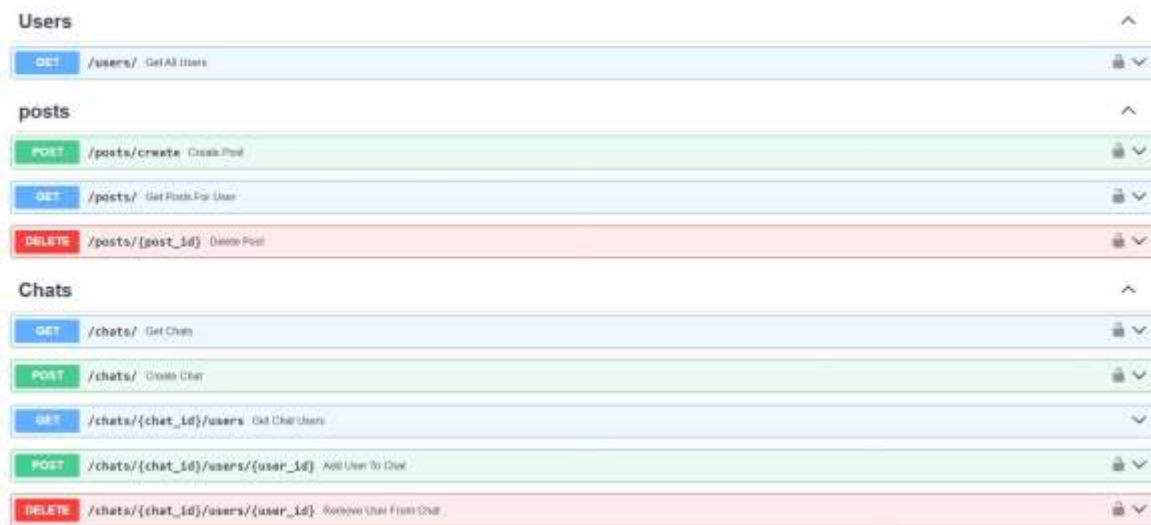 Users
GET /users/ Get All Users
posts
POST /posts/create Create Post
GET /posts/ Get Posts For User
DELETE /posts/{post_id} Delete Post
Chats
GET /chats/ Get Chats
POST /chats/ Create Chat
GET /chats/{chat_id}/users Get Chat Users
POST /chats/{chat_id}/users/{user_id} Add User To Chat
DELETE /chats/{chat_id}/users/{user_id} Remove User From Chat